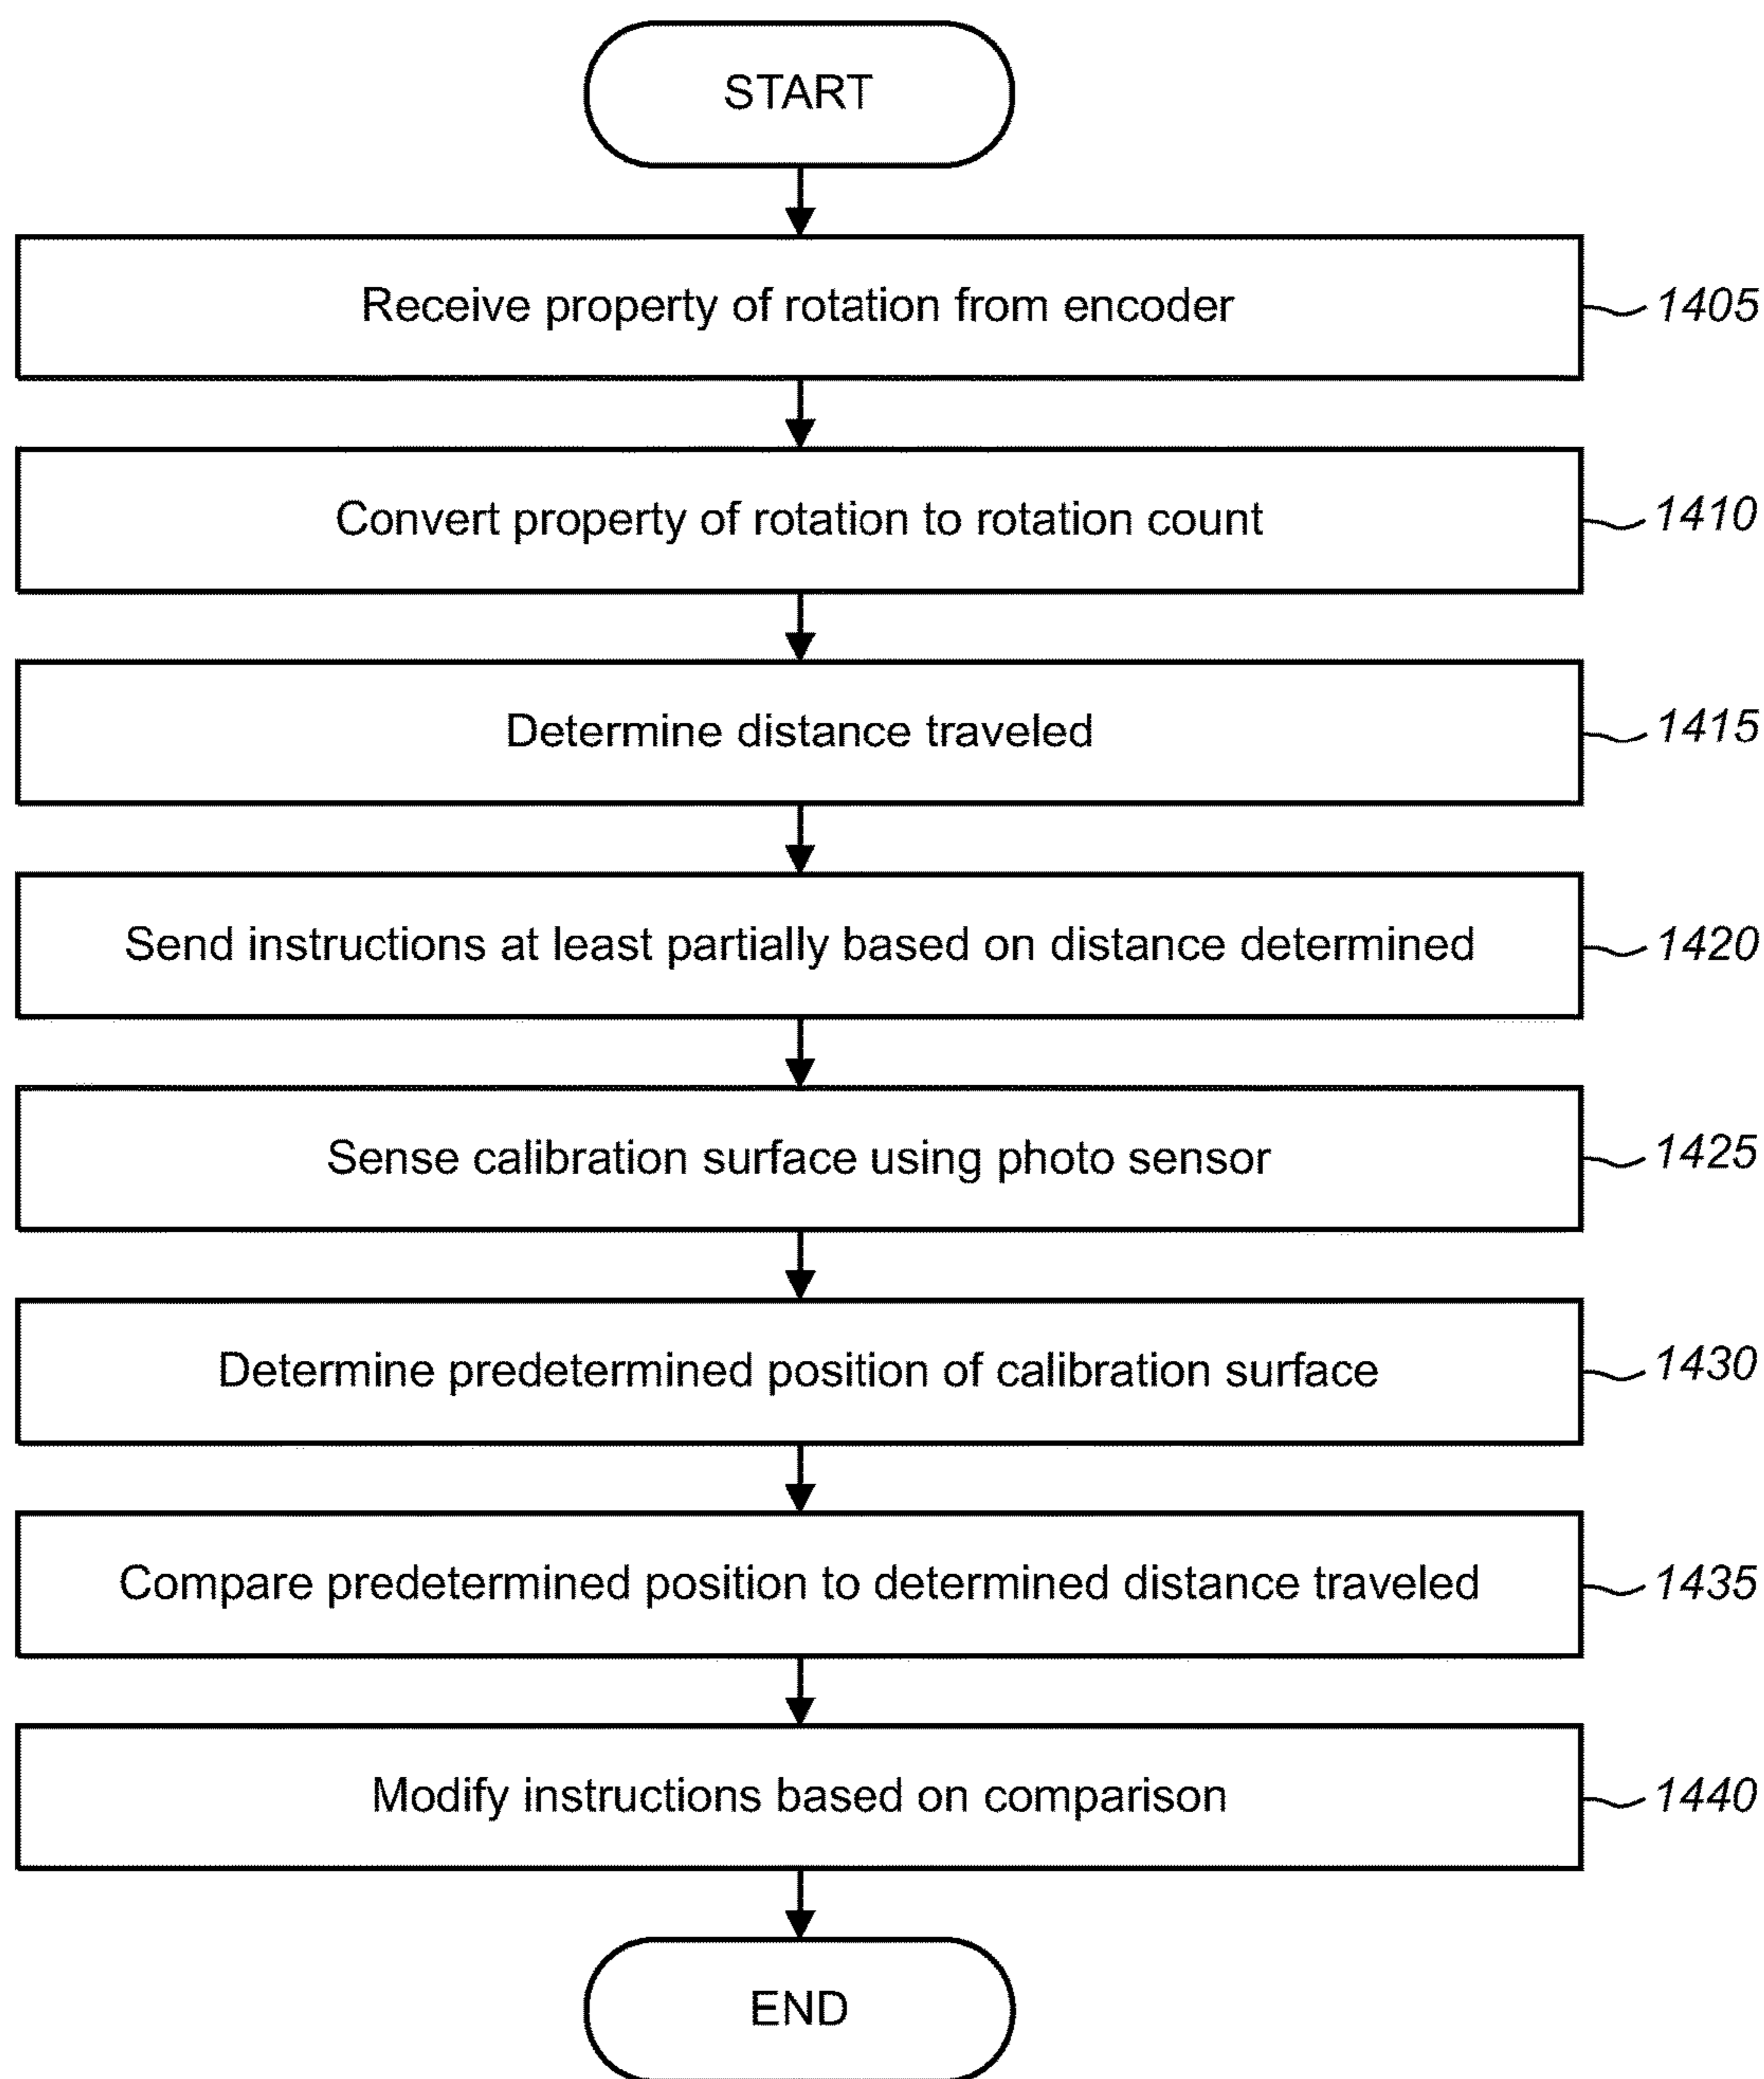 START
Receive property of rotation from encoder
1405
Convert property of rotation to rotation count
1410
Determine distance traveled
1415
Send instructions at least partially based on distance determined
1420
Sense calibration surface using photo sensor
1425
Determine predetermined position of calibration surface
1430
Compare predetermined position to determined distance traveled
1435
Modify instructions based on comparison
1440
END